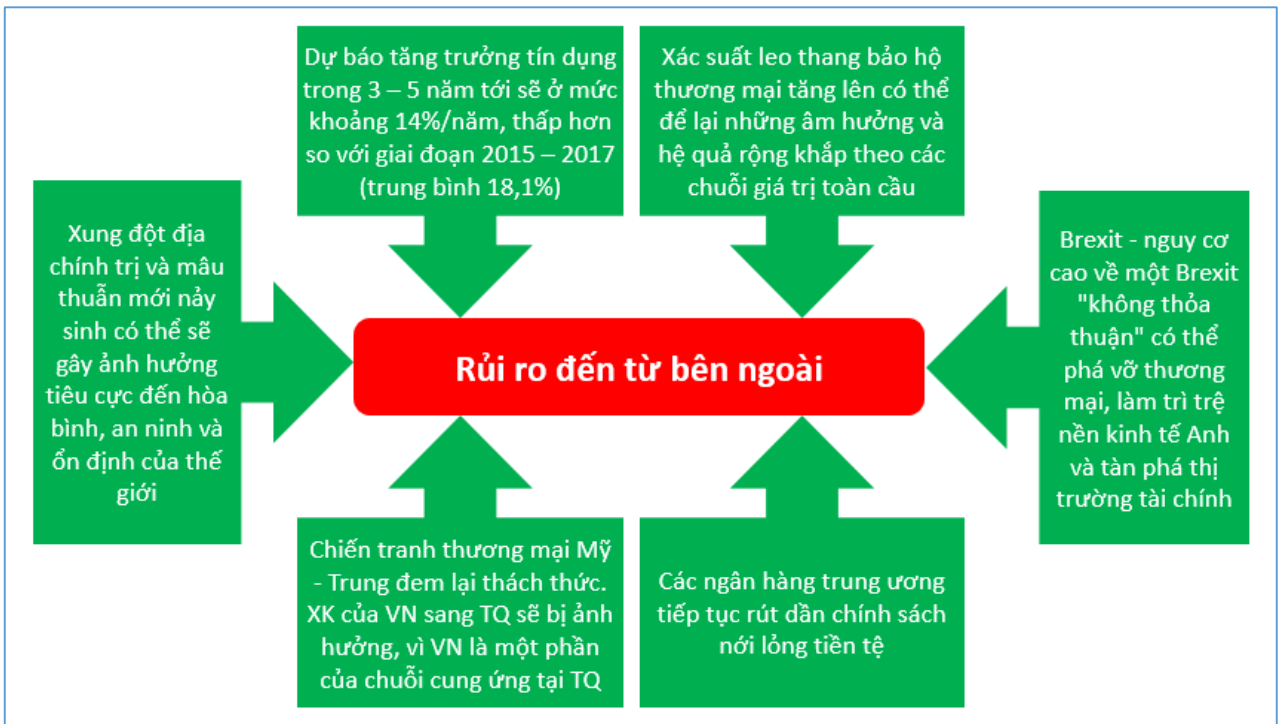 Dự báo tăng trưởng tín dụng
trong 3 – 5 năm tới sẽ ở mức
khoảng 14%/năm, thấp hơn
so với giai đoạn 2015 – 2017
(trung bình 18,1%)
Xác suất leo thang bảo hộ
thương mại tăng lên có thể
để lại những âm hưởng và
hệ quả rộng khắp theo các
chuỗi giá trị toàn cầu
Xung đột địa
chính trị và mâu
thuẫn mới nảy
sinh có thể sẽ
gây ảnh hưởng
tiêu cực đến hòa
bình, an ninh và
ổn định của thế
giới
Rủi ro đến từ bên ngoài
Brexit - nguy cơ
cao về một Brexit
"không thỏa
thuận" có thể
phá vỡ thương
mại, làm trì trệ
nền kinh tế Anh
và tàn phá thị
trường tài chính
Chiến tranh thương mại Mỹ
- Trung đem lại thách thức.
XK của VN sang TQ sẽ bị ảnh
hưởng, vì VN là một phần
của chuỗi cung ứng tại TQ
Các ngân hàng trung ương
tiếp tục rút dần chính sách
nới lỏng tiền tệ